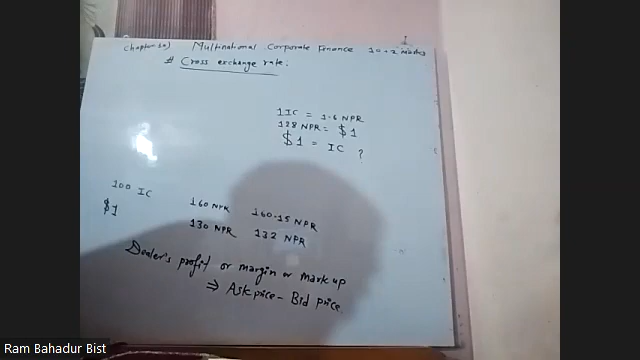 Chapter 10) Multinational Corporate Finance 10+2 Marks
# Cross exchange rate:
1 IC = 1.6 NPR
128 NPR = $1
$1 = IC ?
100 IC 160 NPR 160.15 NPR
$1 130 NPR 132 NPR
Dealer's profit or margin or mark up
⇒ Ask price - Bid price.
Ram Bahadur Bist